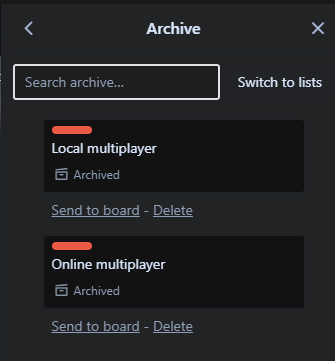 Archive
Search archive...
Switch to lists
Local multiplayer
Archived
Send to board - Delete
Online multiplayer
Archived
Send to board - Delete